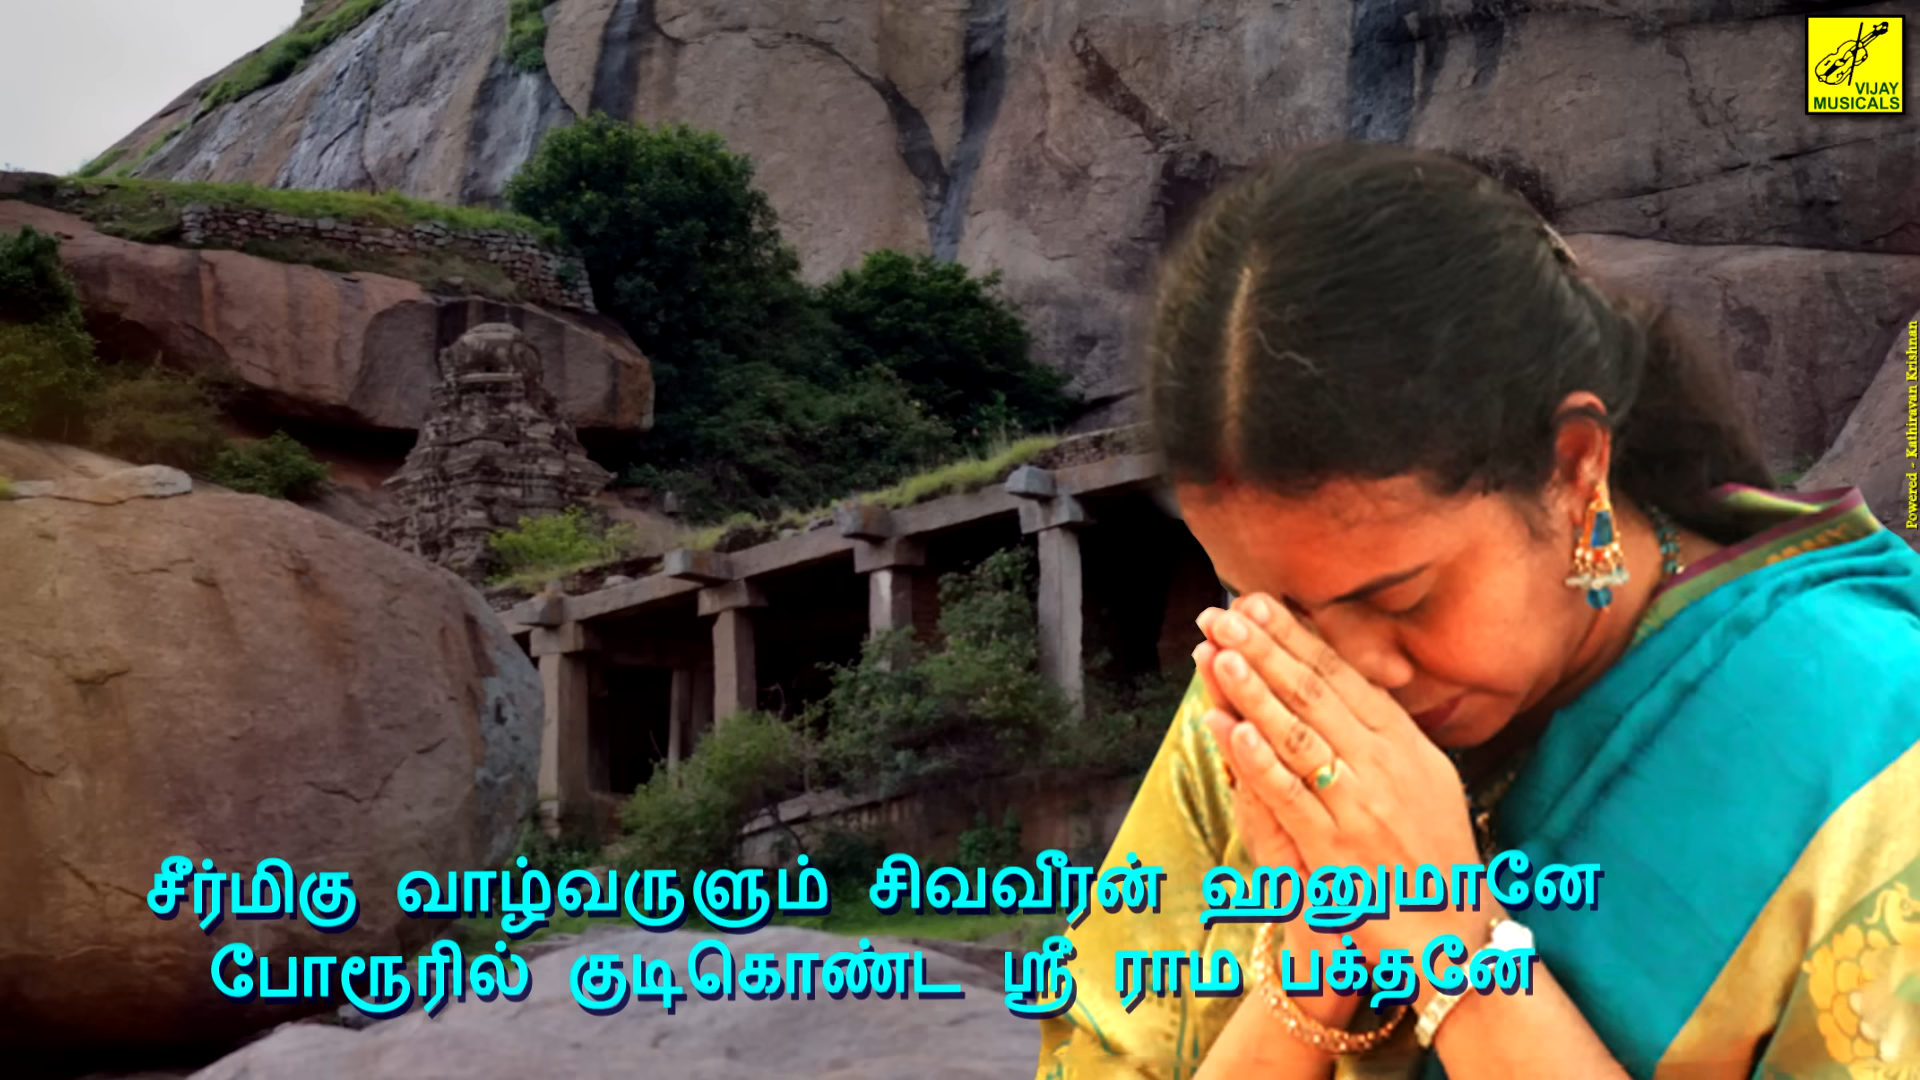 VIJAY
MUSICALS
Powered - Kathiravan Krishnan
சீர்மிகு வாழ்வருளும் சிவவீரன் ஹனுமானே
போரூரில் குடிகொண்ட ஸ்ரீ ராம பக்தனே